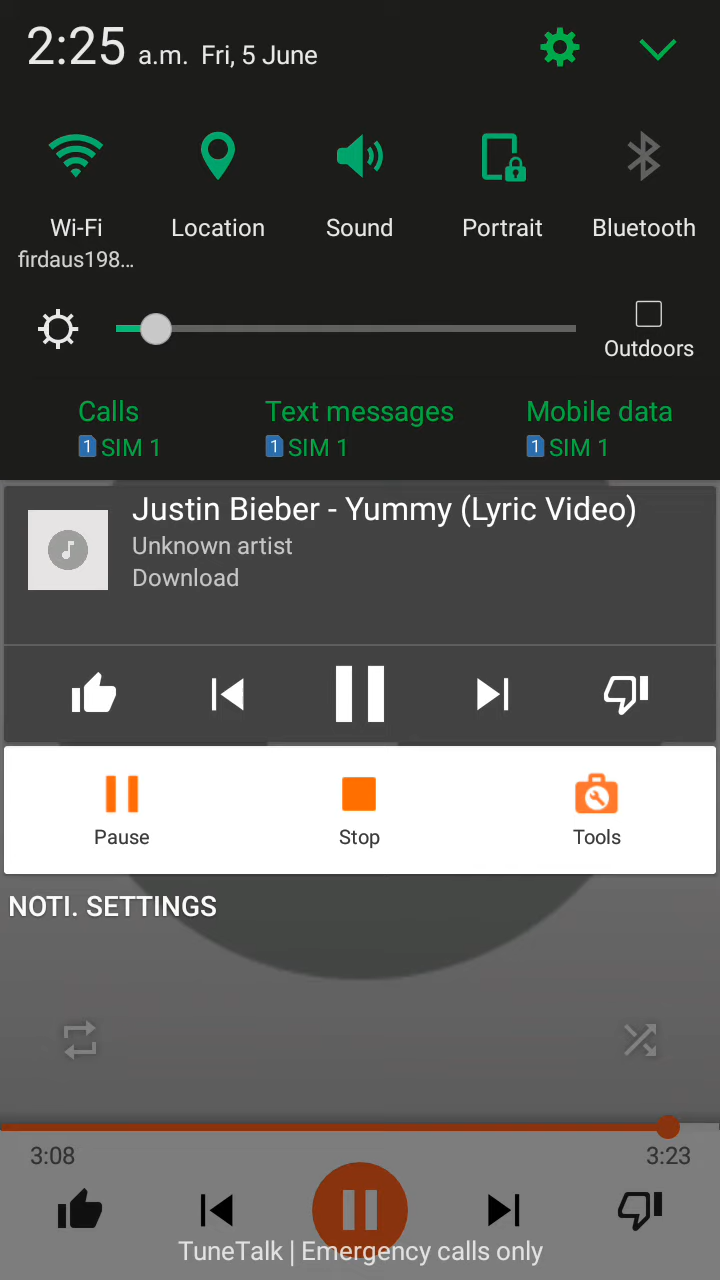 2:25 a.m. Fri, 5 June
Wi-Fi Location Sound Portrait Bluetooth
firdaus198...
Outdoors
Calls Text messages Mobile data
1 SIM 1 1 SIM 1 1 SIM 1
Justin Bieber - Yummy (Lyric Video)
Unknown artist
Download
Pause Stop Tools
NOTI. SETTINGS
3:08 3:23
TuneTalk | Emergency calls only